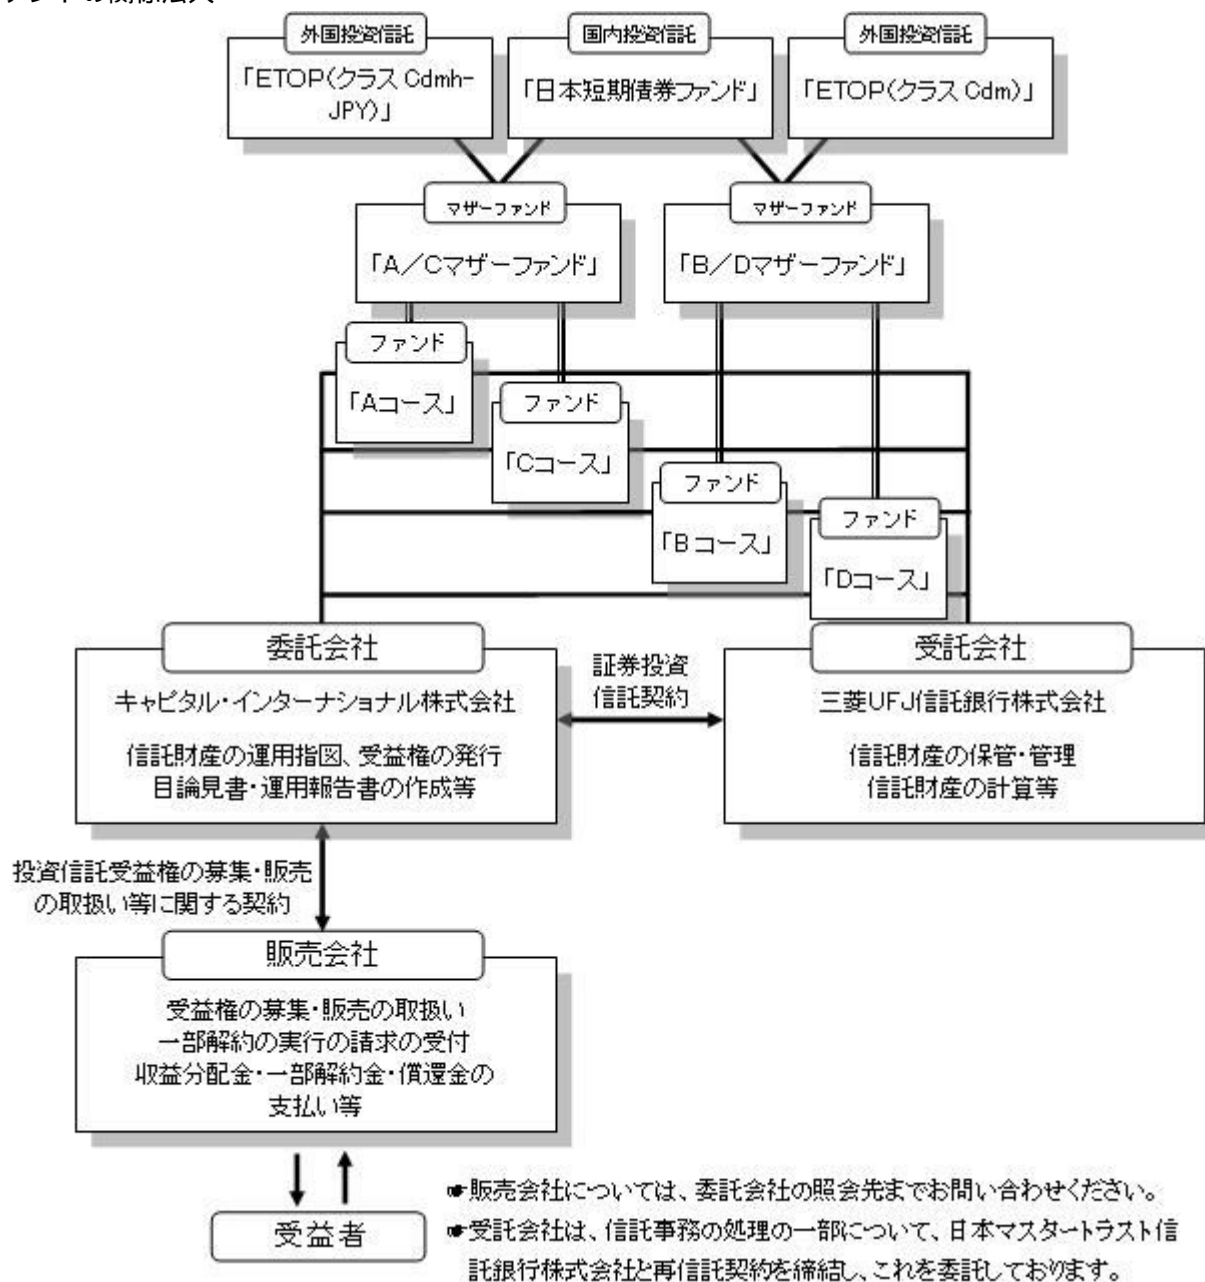 外国投資信託
「ETOP(クラスCdmh-
JPY)」
国内投資信託
「日本短期債券ファンド」
外国投資信託
「ETOP(クラスCdm)」
マザーファンド
「A/Cマザーファンド」
マザーファンド
「B/Dマザーファンド」
ファンド
「Aコース」
ファンド
「Cコース」
ファンド
「Bコース」
ファンド
「Dコース」
委託会社
キャピタル・インターナショナル株式会社
信託財産の運用指図、受益権の発行
目論見書・運用報告書の作成等
証券投資
信託契約
受託会社
三菱UFJ信託銀行株式会社
信託財産の保管・管理
信託財産の計算等
投資信託受益権の募集・販売
の取扱い等に関する契約
販売会社
受益権の募集・販売の取扱い
一部解約の実行の請求の受付
収益分配金・一部解約金・償還金の
支払い等
受益者
☛販売会社については、委託会社の照会先までお問い合わせください。
☛受託会社は、信託事務の処理の一部について、日本マスタートラスト信
託銀行株式会社と再信託契約を締結し、これを委託しております。